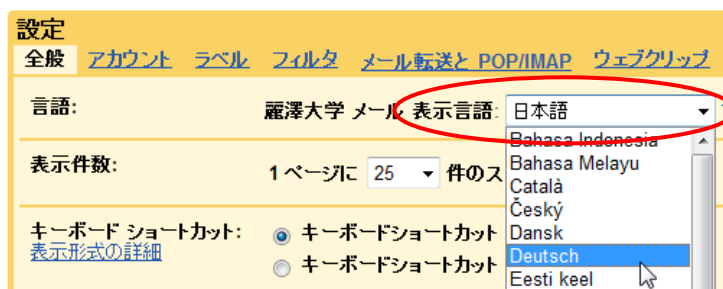 設定
全般 アカウント ラベル フィルタ メール転送と POP/IMAP ウェブクリップ
言語: 麗澤大学 メール 表示言語: 日本語
Bahasa Indonesia
表示件数: 1 ページに 25 件のス Bahasa Melayu
Català
Český
キーボード ショートカット: キーボードショートカット Dansk
表示形式の詳細 Deutsch
キーボードショートカット Eesti keel